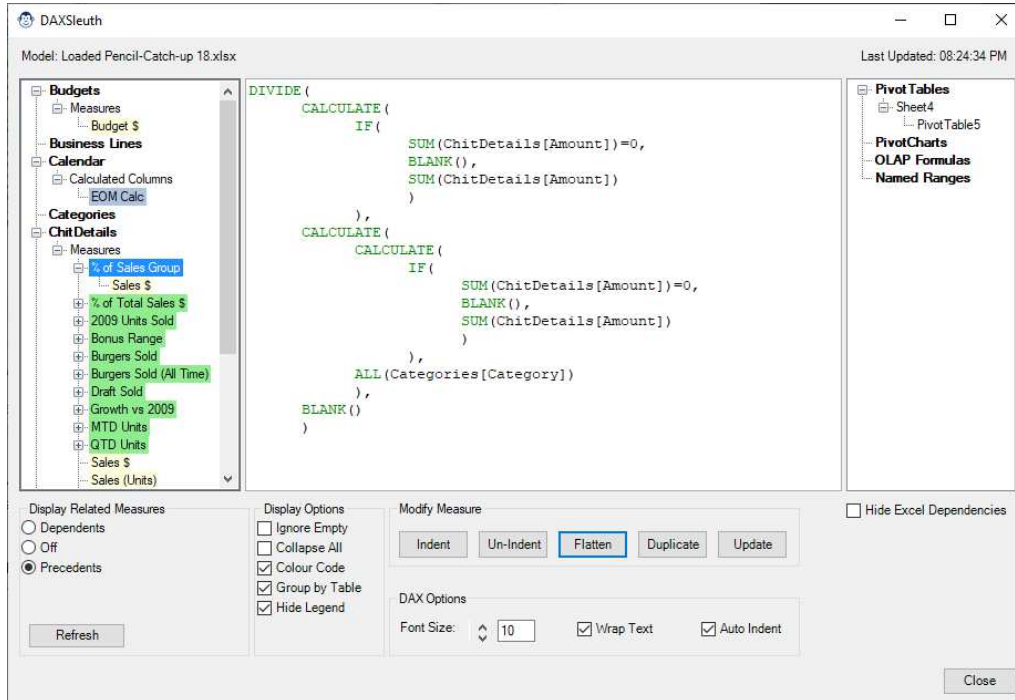 DAXSleuth
Model: Loaded Pencil-Catch-up 18.xlsx
Last Updated: 08:24:34 PM
Budgets
Measures
Budget $
Business Lines
Calendar
Calculated Columns
EOM Calc
Categories
ChitDetails
Measures
% of Sales Group
Sales $
% of Total Sales $
2009 Units Sold
Bonus Range
Burgers Sold
Burgers Sold (All Time)
Draft Sold
Growth vs 2009
MTD Units
QTD Units
Sales $
Sales (Units)
DIVIDE(
CALCULATE(
IF(
SUM(ChitDetails[Amount])=0,
BLANK(),
SUM(ChitDetails[Amount])
)
),
CALCULATE(
CALCULATE(
IF(
SUM(ChitDetails[Amount])=0,
BLANK(),
SUM(ChitDetails[Amount])
)
),
ALL(Categories[Category])
),
BLANK()
)
PivotTables
Sheet4
PivotTable5
PivotCharts
OLAP Formulas
Named Ranges
Display Related Measures
Dependents
Off
Precedents
Refresh
Display Options
Ignore Empty
Collapse All
Colour Code
Group by Table
Hide Legend
Modify Measure
Indent
Un-Indent
Flatten
Duplicate
Update
DAX Options
Font Size:
10
Wrap Text
Auto Indent
Hide Excel Dependencies
Close